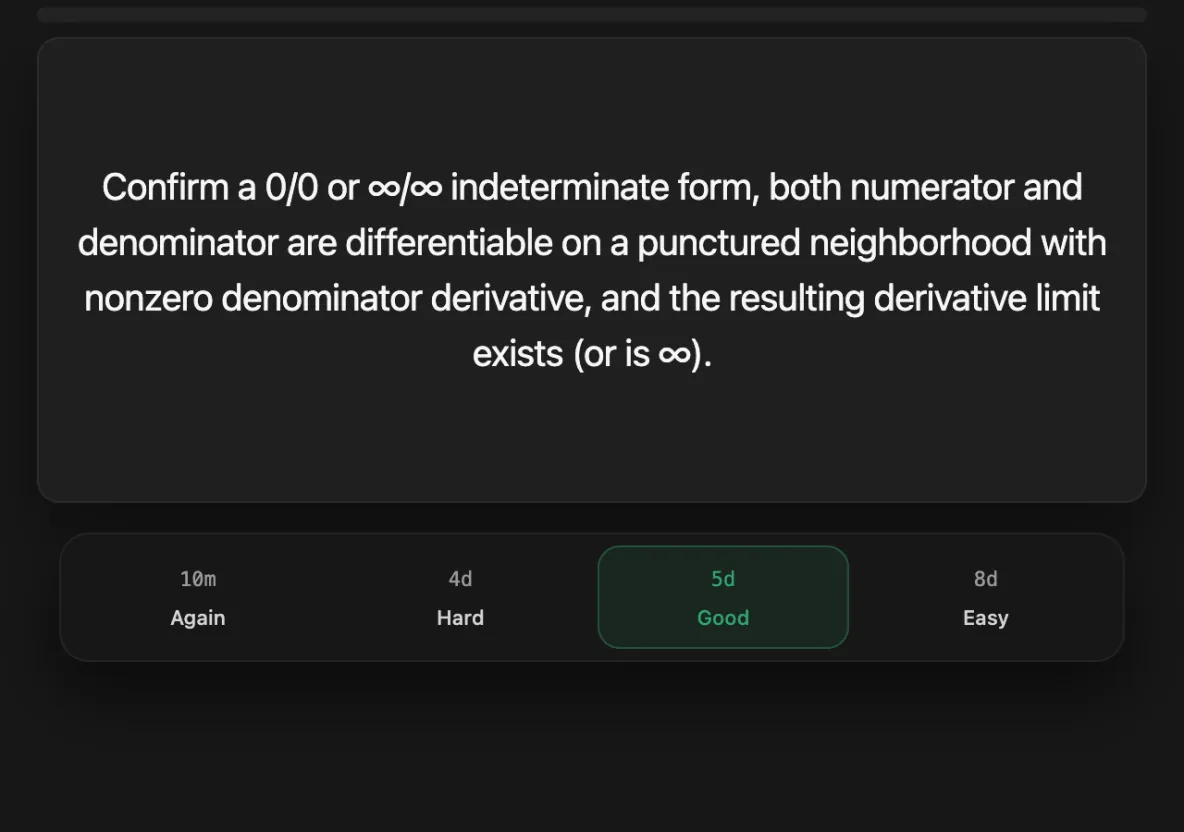 Confirm a 0/0 or ∞/∞ indeterminate form, both numerator and
denominator are differentiable on a punctured neighborhood with
nonzero denominator derivative, and the resulting derivative limit
exists (or is ∞).
10m
Again
4d
Hard
5d
Good
8d
Easy